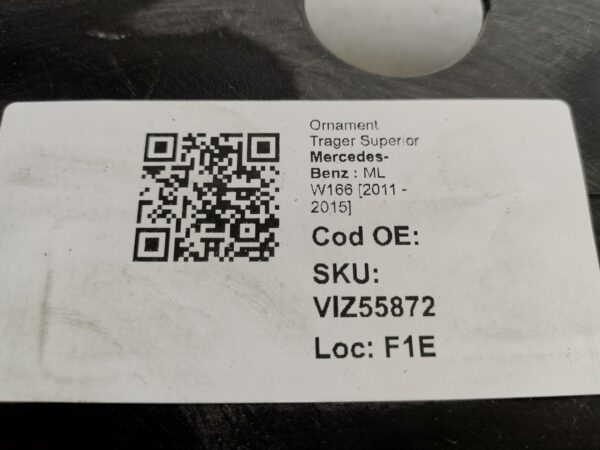 Ornament
Trager Superior
Mercedes-
Benz : ML
W166 [2011 -
2015]
Cod OE:
SKU:
VIZ55872
Loc: F1E